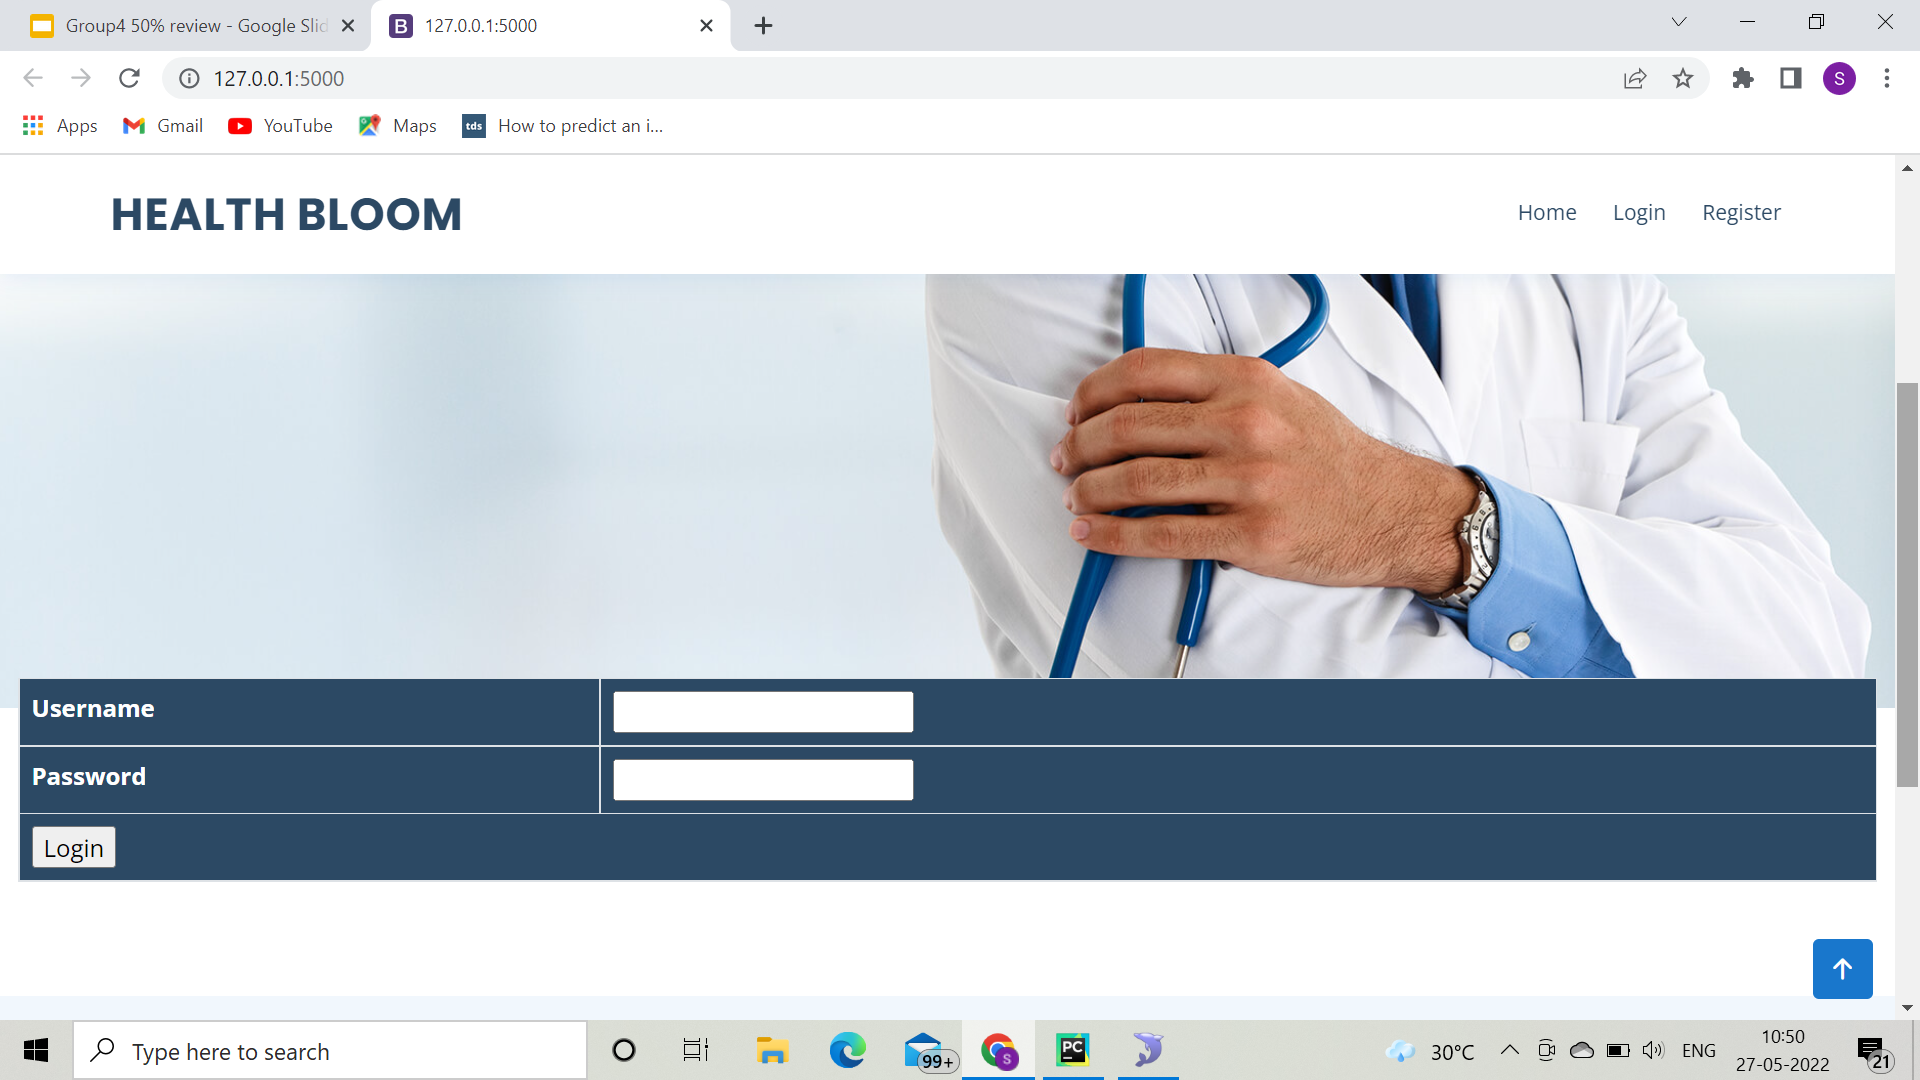 Group4 50% review - Google Slid
B 127.0.0.1:5000
127.0.0.1:5000
S
Apps
Gmail
YouTube
Maps
tds How to predict an i...
HEALTH BLOOM
Home
Login
Register
Username
Password
Login
Type here to search
99+
S
PC
30°C
ENG
10:50
27-05-2022
21